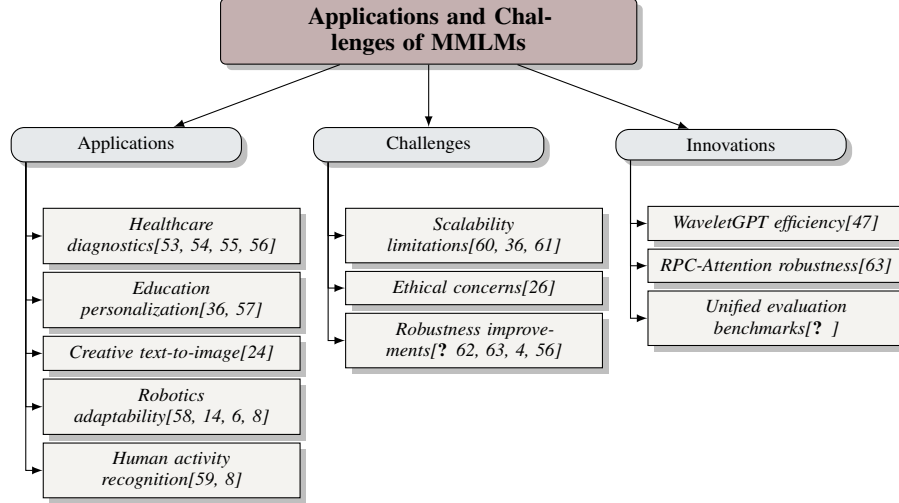 Applications and Chal-
lenges of MMLMs
Applications
Healthcare
diagnostics[53, 54, 55, 56]
Education
personalization[36, 57]
Creative text-to-image[24]
Robotics
adaptability[58, 14, 6, 8]
Human activity
recognition[59, 8]
Challenges
Scalability
limitations[60, 36, 61]
Ethical concerns[26]
Robustness improve-
ments[? 62, 63, 4, 56]
Innovations
WaveletGPT efficiency[47]
RPC-Attention robustness[63]
Unified evaluation
benchmarks[? ]